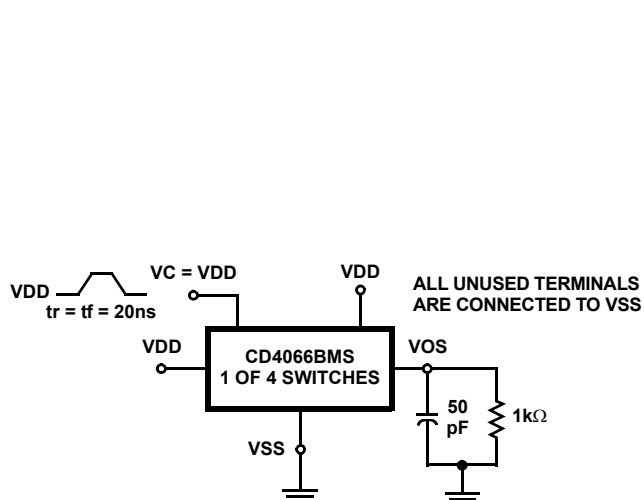 VDD
tr = tf = 20ns
VC = VDD
VDD
ALL UNUSED TERMINALS
ARE CONNECTED TO VSS
VDD
CD4066BMS
1 OF 4 SWITCHES
VOS
50
pF
1kΩ
VSS